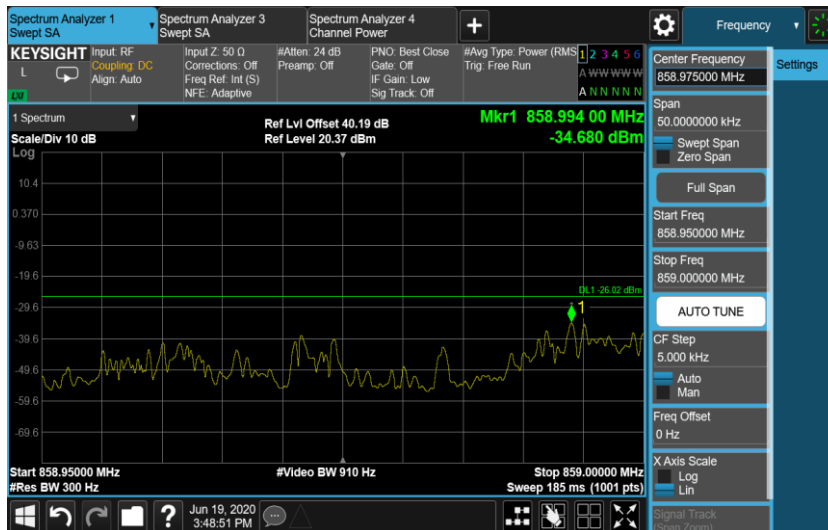 Spectrum Analyzer 1
Swept SA
Spectrum Analyzer 3
Swept SA
Spectrum Analyzer 4
Channel Power
+
Frequency
KEYSIGHT
L
LXI
Input: RF
Coupling: DC
Align: Auto
Input Z: 50 Ω
Corrections: Off
Freq Ref: Int (S)
NFE: Adaptive
#Atten: 24 dB
Preamp: Off
PNO: Best Close
Gate: Off
IF Gain: Low
Sig Track: Off
#Avg Type: Power (RMS
Trig: Free Run
1 2 3 4 5 6
A W W W W W
A N N N N N
1 Spectrum
Scale/Div 10 dB
Ref Lvl Offset 40.19 dB
Ref Level 20.37 dBm
Mkr1 858.994 00 MHz
-34.680 dBm
Log
10.4
0.370
-9.63
-19.6
-29.6
-39.6
-49.6
-59.6
-69.6
DL1 -26.02 dBm
1
Start 858.95000 MHz
#Res BW 300 Hz
#Video BW 910 Hz
Stop 859.00000 MHz
Sweep 185 ms (1001 pts)
Center Frequency
858.975000 MHz
Settings
Span
50.0000000 kHz
Swept Span
Zero Span
Full Span
Start Freq
858.950000 MHz
Stop Freq
859.000000 MHz
AUTO TUNE
CF Step
5.000 kHz
Auto
Man
Freq Offset
0 Hz
X Axis Scale
Log
Lin
Signal Track
(Span Zoom)
?
Jun 19, 2020
3:48:51 PM